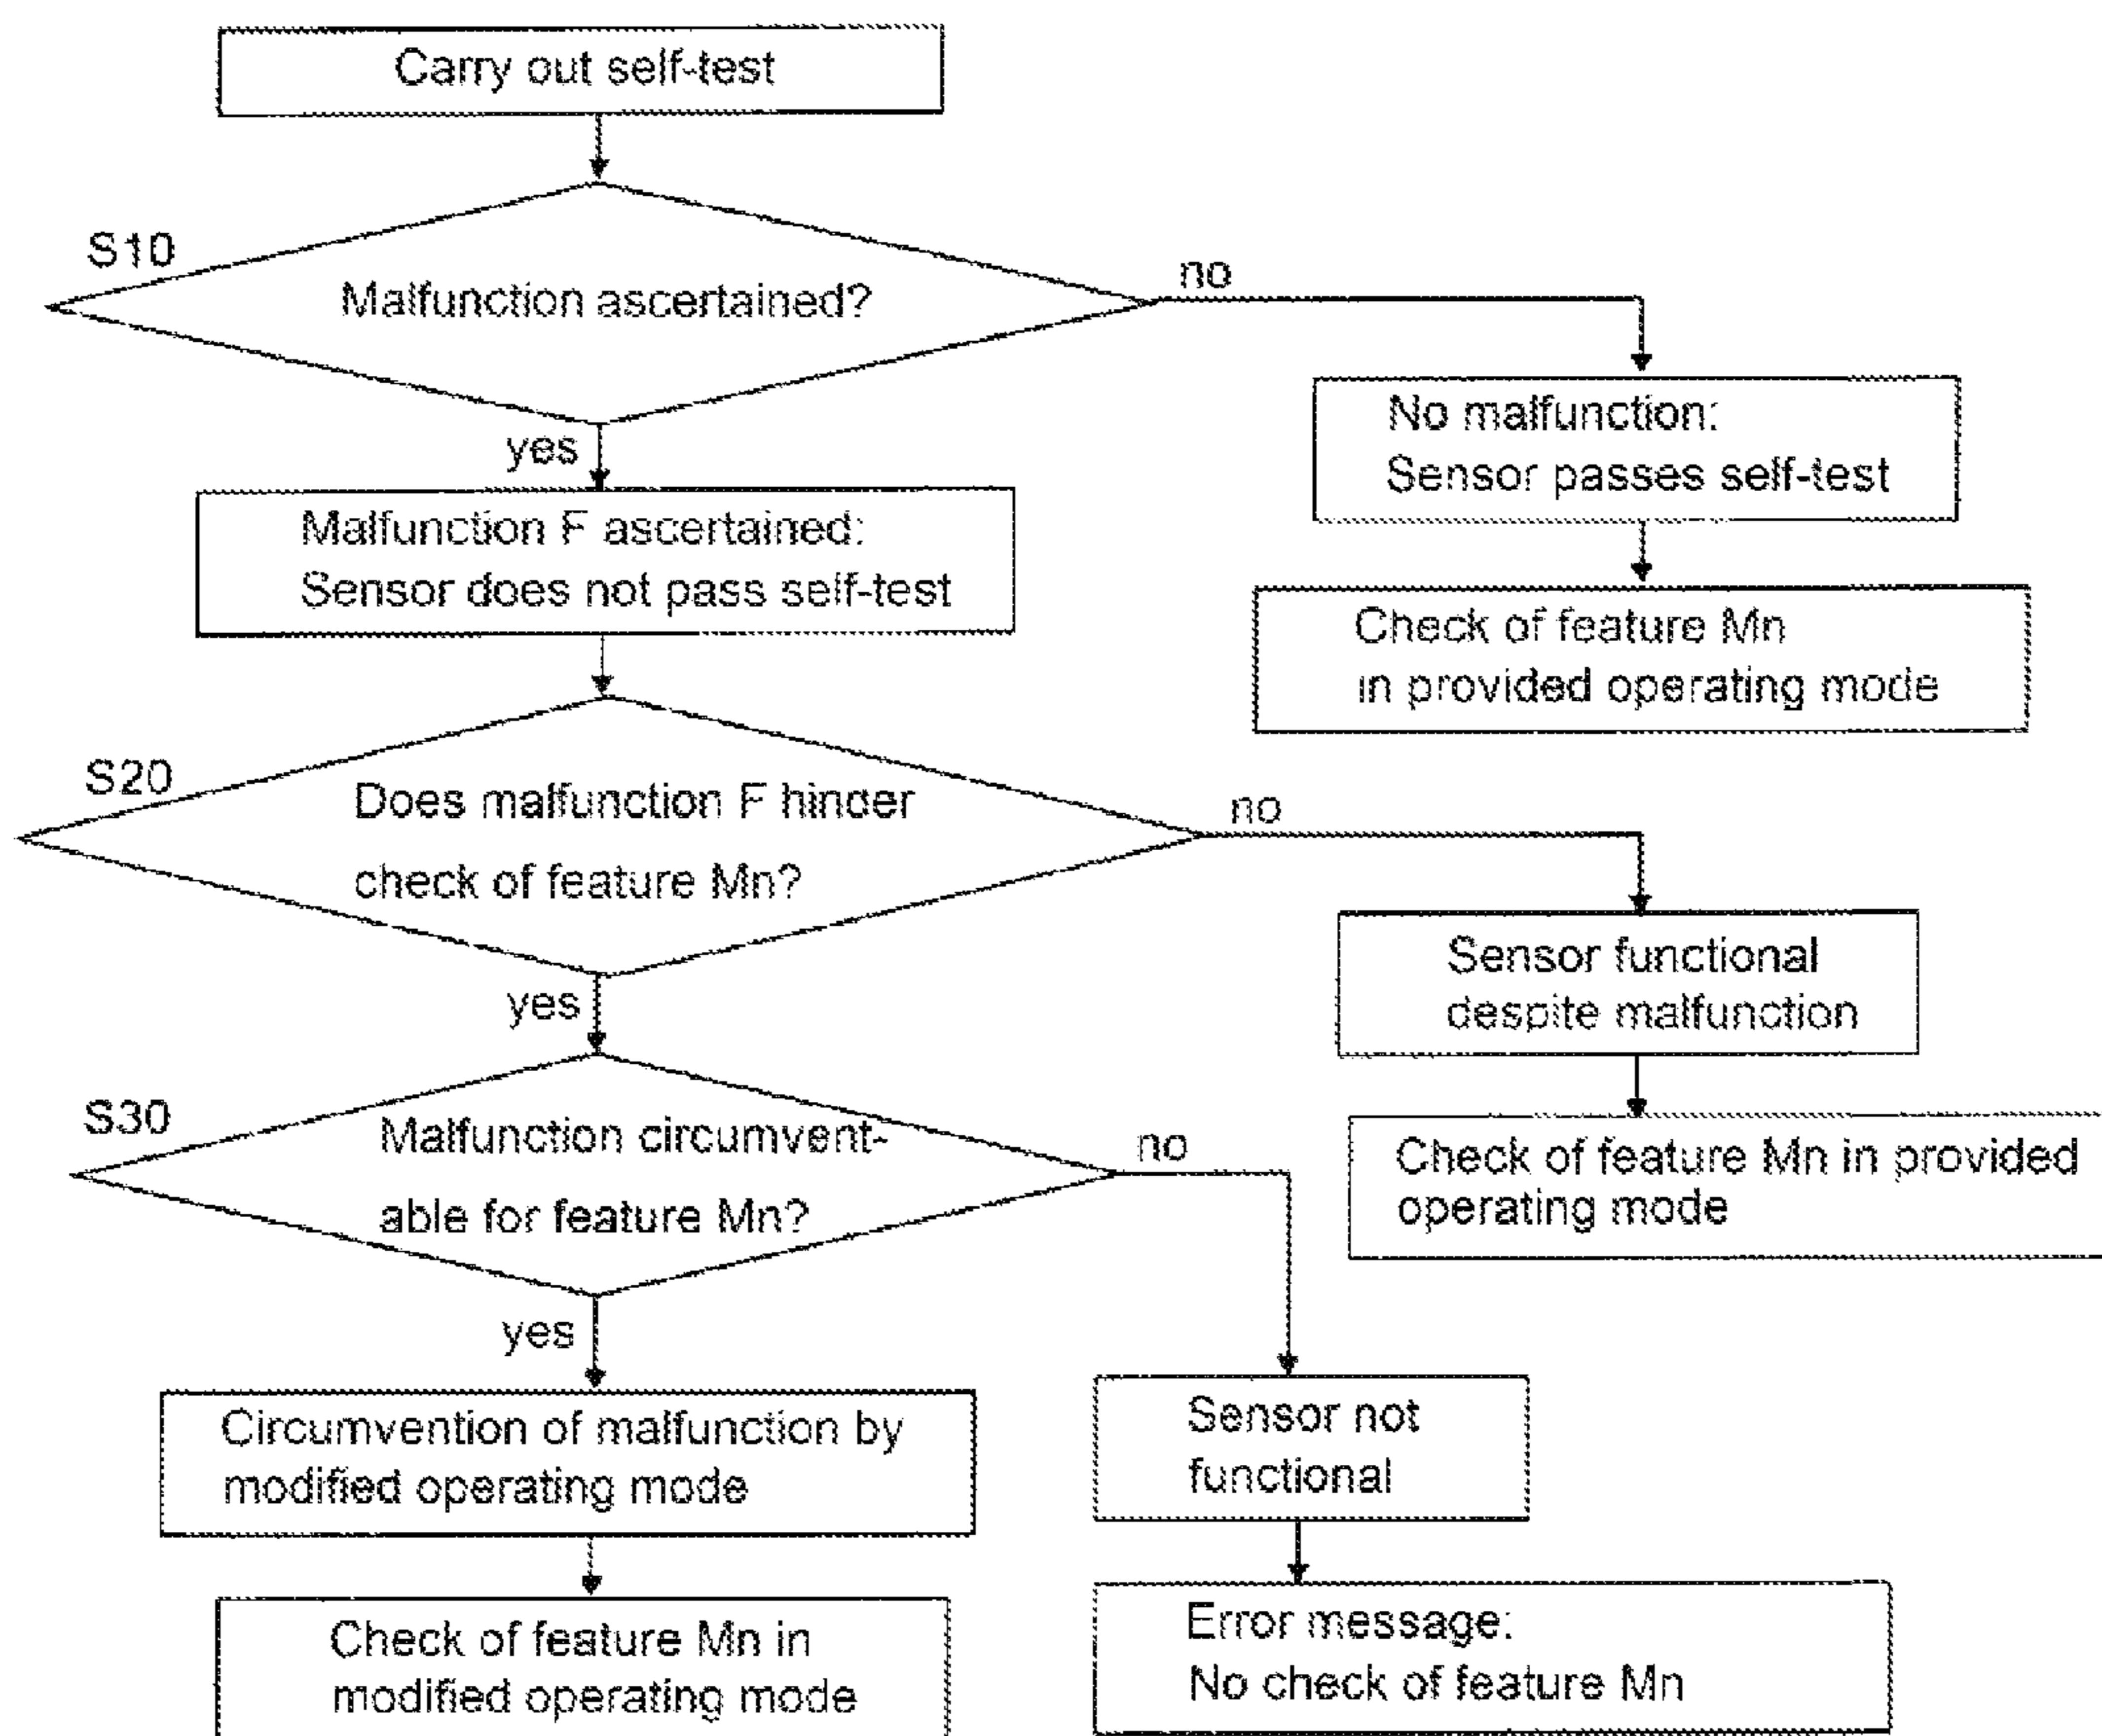 Carry out self-test
S10
Malfunction ascertained?
no
yes
No malfunction:
Sensor passes self-test
Malfunction F ascertained:
Sensor does not pass self-test
Check of feature Mn
in provided operating mode
S20
Does malfunction F hinder
check of feature Mn?
no
yes
Sensor functional
despite malfunction
S30
Malfunction circumvent-
able for feature Mn?
no
Check of feature Mn in provided
operating mode
yes
Circumvention of malfunction by
modified operating mode
Sensor not
functional
Check of feature Mn in
modified operating mode
Error message:
No check of feature Mn